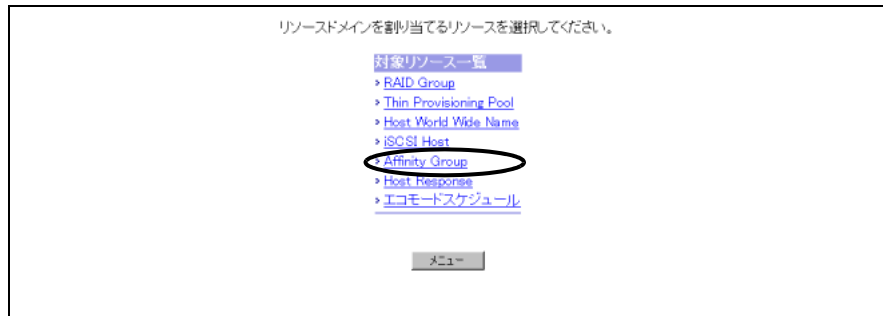 リソースドメインを割り当てるリソースを選択してください。
対象リソース一覧
RAID Group
Thin Provisioning Pool
Host World Wide Name
iSCSI Host
Affinity Group
Host Response
エコモードスケジュール
メニュー